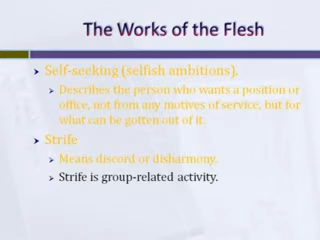 The Works of the Flesh
Self-seeking (selfish ambitions).
Describes the person who wants a position or
office, not from any motives of service, but for
what can be gotten out of it.
Strife
Means discord or disharmony.
Strife is group-related activity.